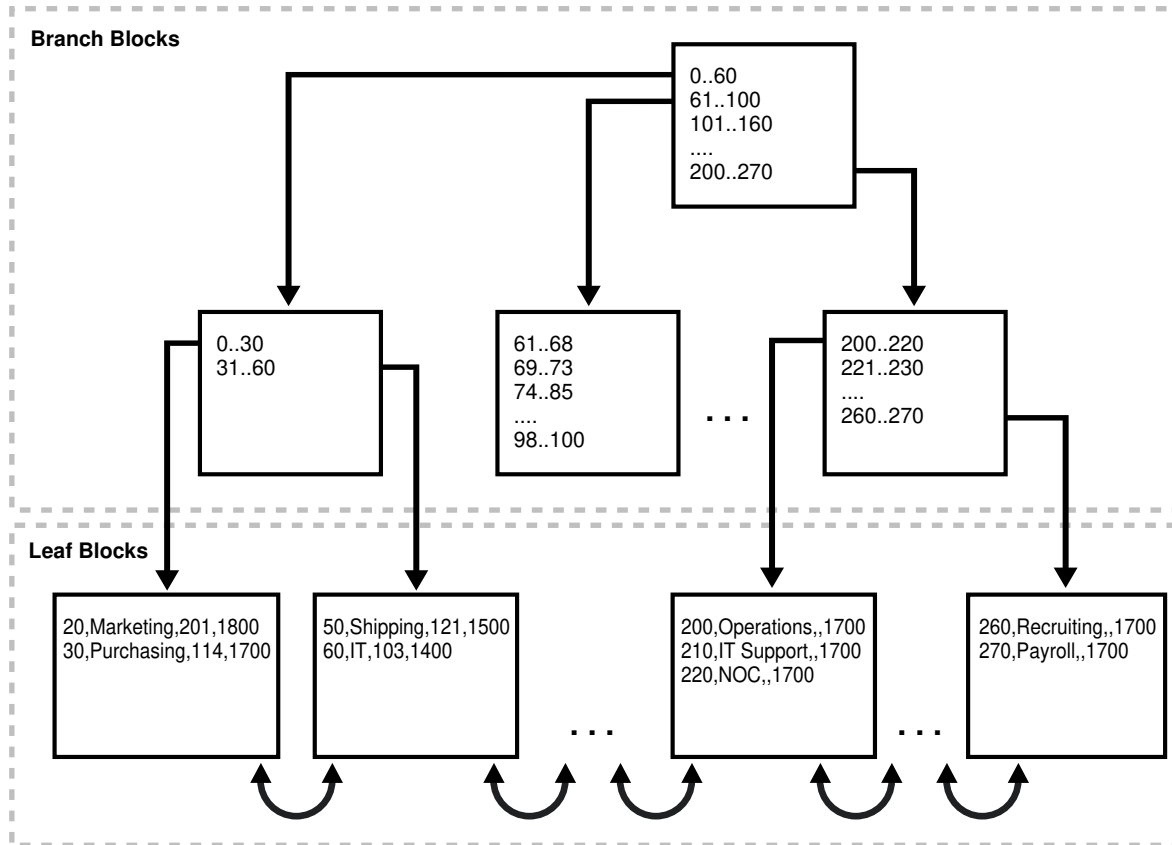 Branch Blocks
0..60
61..100
101..160
....
200..270
0..30
31..60
61..68
69..73
74..85
....
98..100
. . .
200..220
221..230
....
260..270
Leaf Blocks
20,Marketing,201,1800
30,Purchasing,114,1700
50,Shipping,121,1500
60,IT,103,1400
. . .
200,Operations,,1700
210,IT Support,,1700
220,NOC,,1700
. . .
260,Recruiting,,1700
270,Payroll,,1700